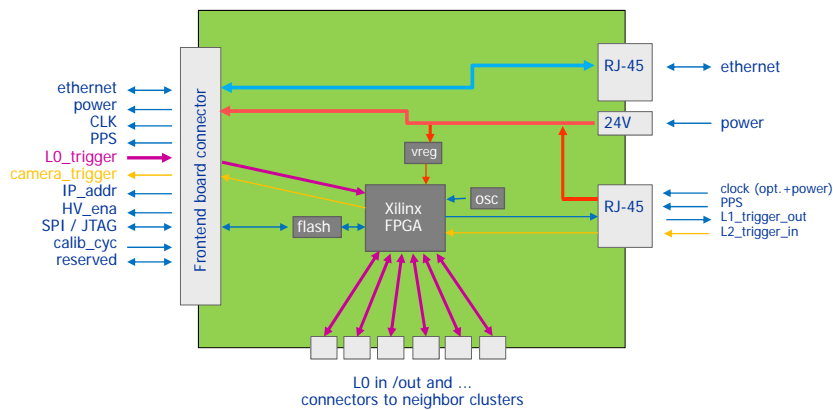 ethernet
power
CLK
PPS
L0_trigger
camera_trigger
IP_addr
HV_ena
SPI / JTAG
calib_cyc
reserved
Frontend board connector
flash
Xilinx
FPGA
osc
vreg
RJ-45
24V
RJ-45
ethernet
power
clock (opt.+power)
PPS
L1_trigger_out
L2_trigger_in
L0 in /out and ...
connectors to neighbor clusters